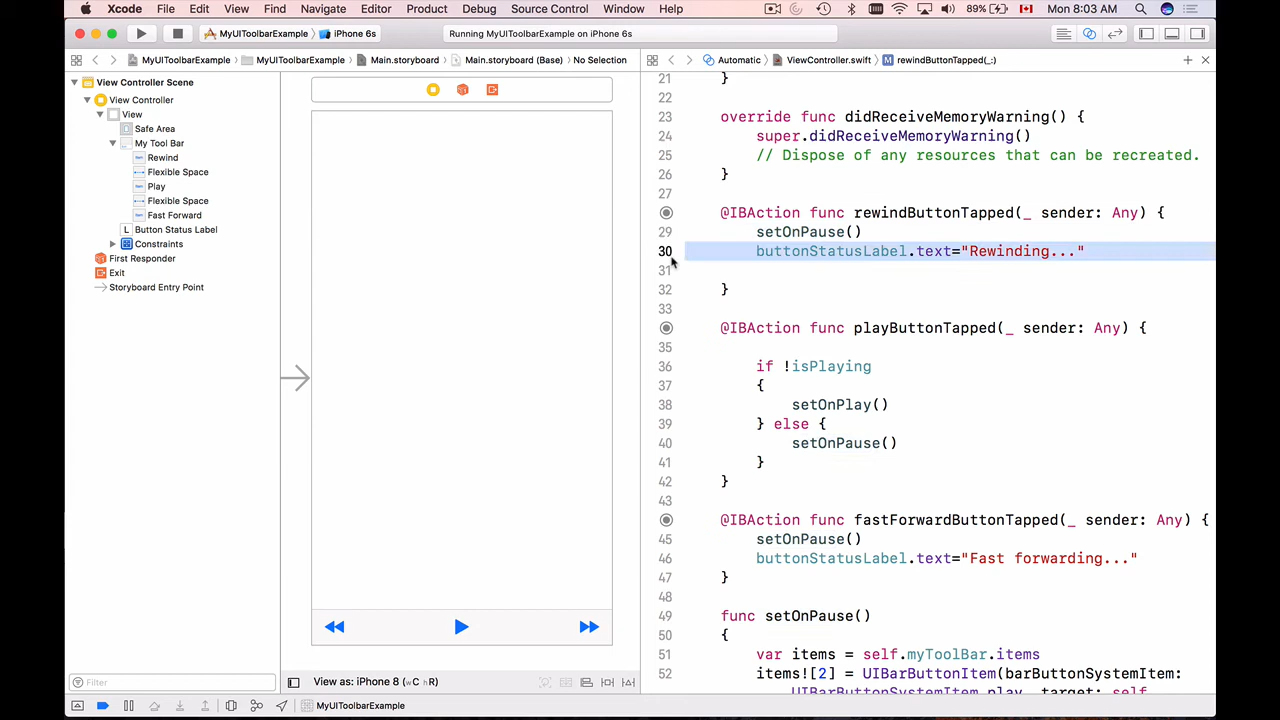 Xcode File Edit View Find Navigate Editor Product Debug Source Control Window Help 89% Mon 8:03 AM
MyUIToolbarExample iPhone 6s
Running MyUIToolbarExample on iPhone 6s
MyUIToolbarExample MyUIToolbarExample Main.storyboard Main.storyboard (Base) No Selection
Automatic ViewController.swift M rewindButtonTapped(_:)
View Controller Scene
View Controller
View
Safe Area
My Tool Bar
Rewind
Flexible Space
Play
Flexible Space
Fast Forward
L Button Status Label
Constraints
First Responder
Exit
Storyboard Entry Point
Filter
View as: iPhone 8 (wC hR)
21 }
22
23 override func didReceiveMemoryWarning() {
24 super.didReceiveMemoryWarning()
25 // Dispose of any resources that can be recreated.
26 }
27
@IBAction func rewindButtonTapped(_ sender: Any) {
29 setOnPause()
30 buttonStatusLabel.text="Rewinding..."
31
32 }
33
@IBAction func playButtonTapped(_ sender: Any) {
35
36 if !isPlaying
37 {
38 setOnPlay()
39 } else {
40 setOnPause()
41 }
42 }
43
@IBAction func fastForwardButtonTapped(_ sender: Any) {
45 setOnPause()
46 buttonStatusLabel.text="Fast forwarding..."
47 }
48
49 func setOnPause()
50 {
51 var items = self.myToolBar.items
52 items![2] = UIBarButtonItem(barButtonSystemItem:
UIBarButtonSystemItem.play, target: self,
MyUIToolbarExample